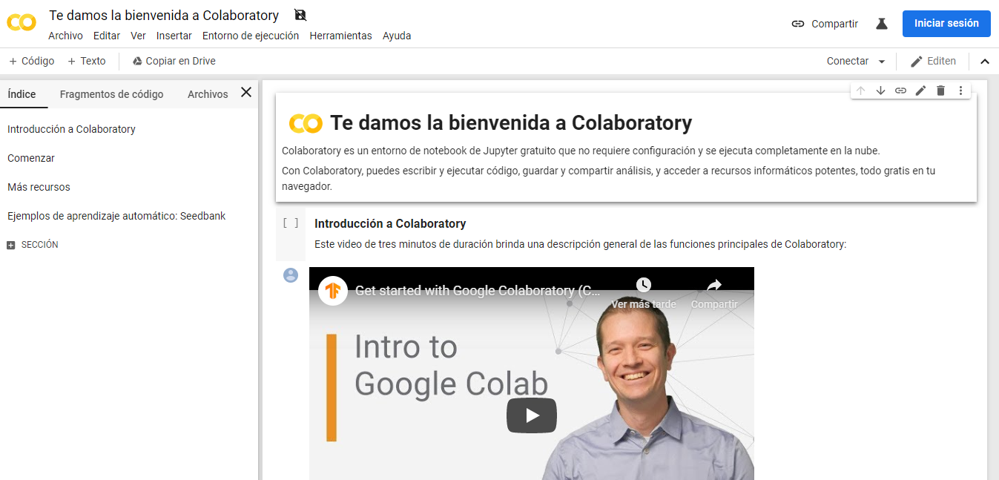 Te damos la bienvenida a Colaboratory
Archivo Editar Ver Insertar Entorno de ejecución Herramientas Ayuda
Compartir
Iniciar sesión
+ Código + Texto Copiar en Drive
Conectar
Editen
Índice Fragmentos de código Archivos
Introducción a Colaboratory
Comenzar
Más recursos
Ejemplos de aprendizaje automático: Seedbank
SECCIÓN
Te damos la bienvenida a Colaboratory
Colaboratory es un entorno de notebook de Jupyter gratuito que no requiere configuración y se ejecuta completamente en la nube.
Con Colaboratory, puedes escribir y ejecutar código, guardar y compartir análisis, y acceder a recursos informáticos potentes, todo gratis en tu
navegador.
[ ] Introducción a Colaboratory
Este video de tres minutos de duración brinda una descripción general de las funciones principales de Colaboratory:
Get started with Google Colaboratory (C...
Ver más tarde
Compartir
Intro to
Google Colab